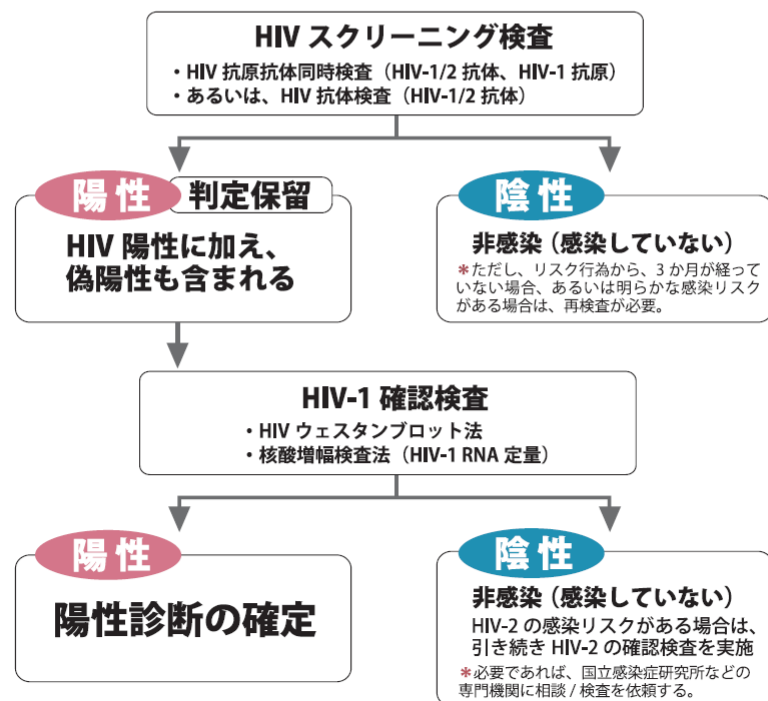 HIV スクリーニング検査
・HIV 抗原抗体同時検査（HIV-1/2 抗体、HIV-1 抗原）
・あるいは、HIV 抗体検査（HIV-1/2 抗体）
陽性 判定保留
HIV 陽性に加え、
偽陽性も含まれる
陰性
非感染（感染していない）
＊ただし、リスク行為から、3 か月が経って
いない場合、あるいは明らかな感染リスク
がある場合は、再検査が必要。
HIV-1 確認検査
・HIV ウェスタンブロット法
・核酸増幅検査法（HIV-1 RNA 定量）
陽性
陽性診断の確定
陰性
非感染（感染していない）
HIV-2 の感染リスクがある場合は、
引き続き HIV-2 の確認検査を実施
＊必要であれば、国立感染症研究所などの
専門機関に相談 / 検査を依頼する。